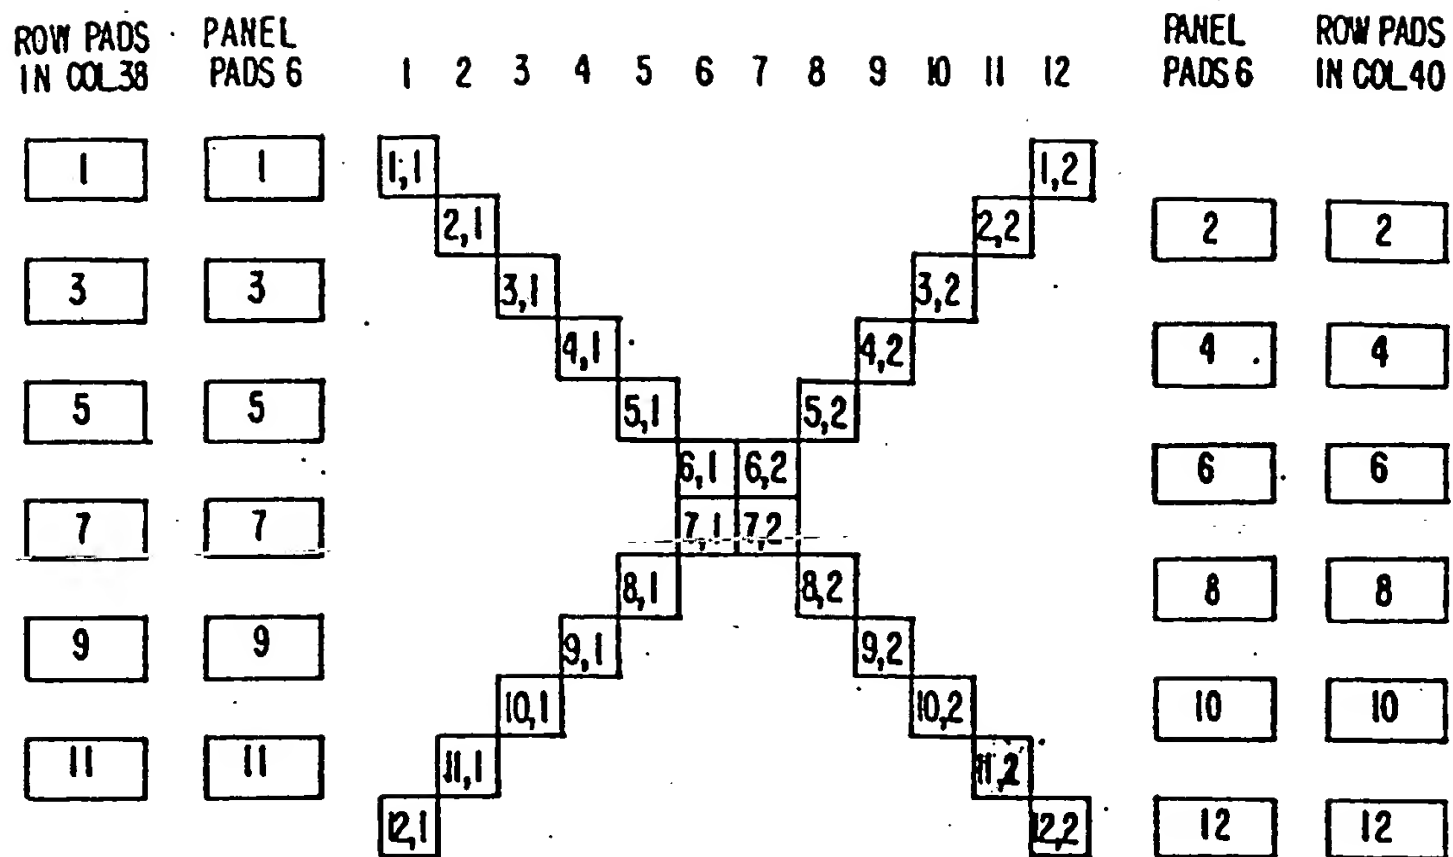 ROW PADS PANEL PANEL ROW PADS
IN COL 38 PADS 6 1 2 3 4 5 6 7 8 9 10 11 12 PADS 6 IN COL 40
1 1 1,1 1,2
2,1 2,2 2 2
3 3 3,1 3,2
4,1 4,2 4 4
5 5 5,1 5,2
6,1 6,2 6 6
7 7 7,1 7,2
8,1 8,2 8 8
9 9 9,1 9,2
10,1 10,2 10 10
11 11 11,1 11,2
12,1 12,2 12 12